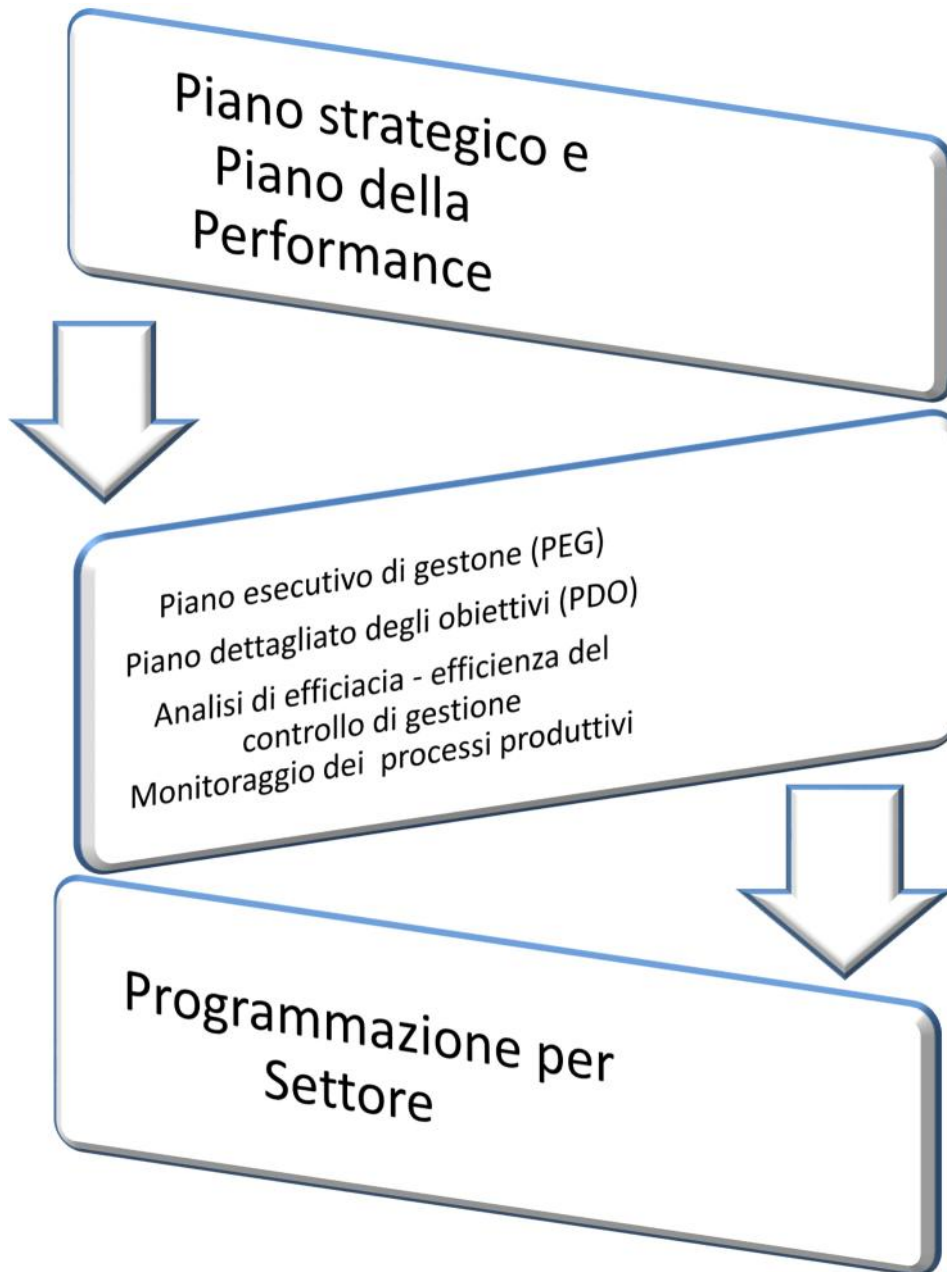 Piano strategico e
Piano della
Performance
Piano esecutivo di gestone (PEG)
Piano dettagliato degli obiettivi (PDO)
Analisi di efficiacia - efficienza del
controllo di gestione
Monitoraggio dei processi produttivi
Programmazione per
Settore